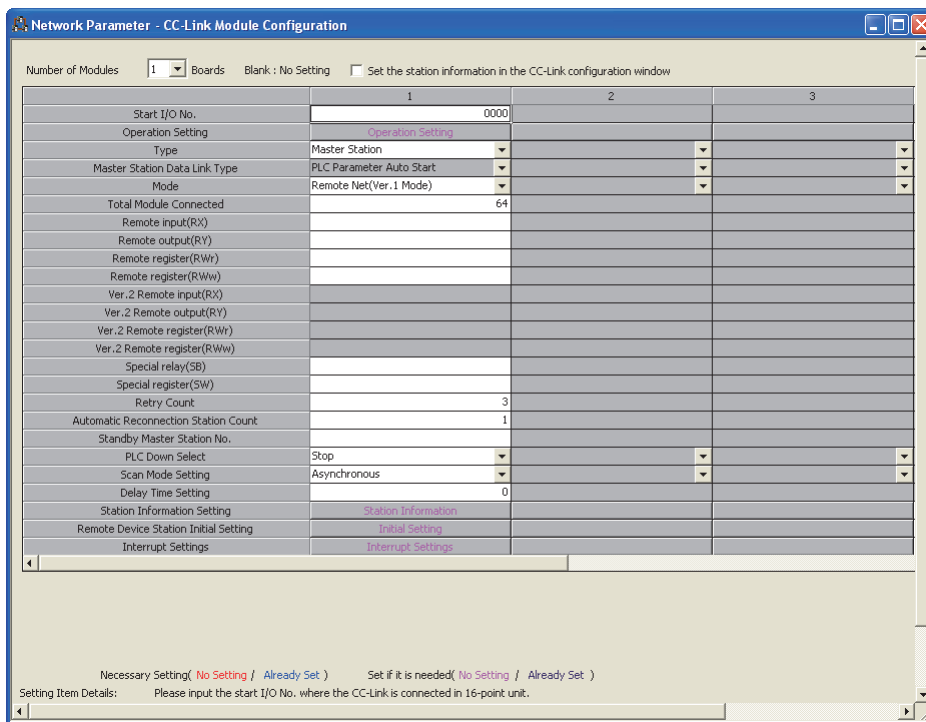 Network Parameter - CC-Link Module Configuration
Number of Modules 1 Boards Blank : No Setting Set the station information in the CC-Link configuration window
1 2 3
Start I/O No. 0000
Operation Setting Operation Setting
Type Master Station
Master Station Data Link Type PLC Parameter Auto Start
Mode Remote Net(Ver.1 Mode)
Total Module Connected 64
Remote input(RX)
Remote output(RY)
Remote register(RWr)
Remote register(RWw)
Ver.2 Remote input(RX)
Ver.2 Remote output(RY)
Ver.2 Remote register(RWr)
Ver.2 Remote register(RWw)
Special relay(SB)
Special register(SW)
Retry Count 3
Automatic Reconnection Station Count 1
Standby Master Station No.
PLC Down Select Stop
Scan Mode Setting Asynchronous
Delay Time Setting 0
Station Information Setting Station Information
Remote Device Station Initial Setting Initial Setting
Interrupt Settings Interrupt Settings
Necessary Setting( No Setting / Already Set ) Set if it is needed( No Setting / Already Set )
Setting Item Details: Please input the start I/O No. where the CC-Link is connected in 16-point unit.